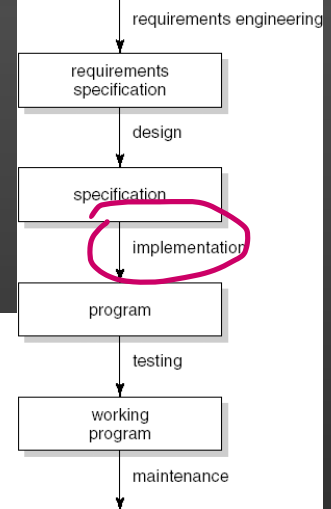 requirements engineering
requirements
specification
design
specification
implementation
program
testing
working
program
maintenance